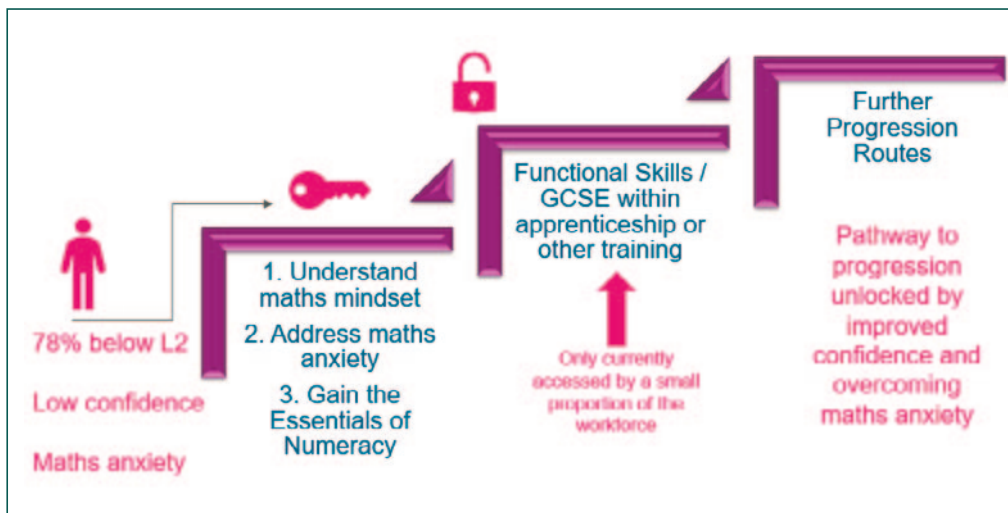 78% below L2
Low confidence
Maths anxiety
1. Understand
maths mindset
2. Address maths
anxiety
3. Gain the
Essentials of
Numeracy
Functional Skills /
GCSE within
apprenticeship or
other training
Only currently
accessed by a small
proportion of the
workforce
Further
Progression
Routes
Pathway to
progression
unlocked by
improved
confidence and
overcoming
maths anxiety